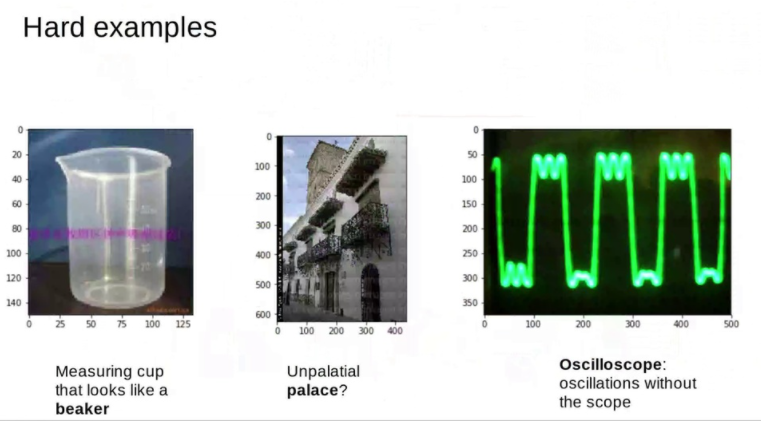 Hard examples
0
20
40
60
80
100
120
140
0 25 50 75 100 125
0
100
200
300
400
500
600
0 100 200 300 400
0
50
100
150
200
250
300
350
0 100 200 300 400 500
Measuring cup
that looks like a
beaker
Unpalatial
palace?
Oscilloscope:
oscillations without
the scope